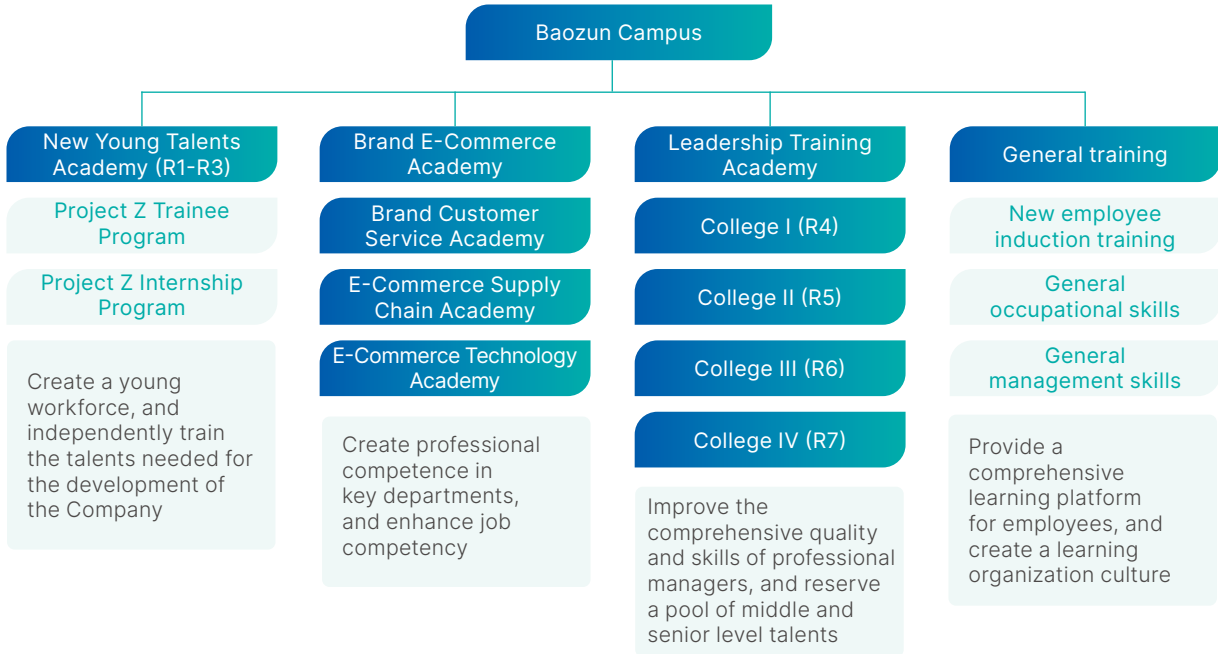 Baozun Campus
New Young Talents
Academy (R1-R3)
Project Z Trainee
Program
Project Z Internship
Program
Create a young
workforce, and
independently train
the talents needed for
the development of
the Company
Brand E-Commerce
Academy
Brand Customer
Service Academy
E-Commerce Supply
Chain Academy
E-Commerce Technology
Academy
Create professional
competence in
key departments,
and enhance job
competency
Leadership Training
Academy
College I (R4)
College II (R5)
College III (R6)
College IV (R7)
Improve the
comprehensive quality
and skills of professional
managers, and reserve
a pool of middle and
senior level talents
General training
New employee
induction training
General
occupational skills
General
management skills
Provide a
comprehensive
learning platform
for employees, and
create a learning
organization culture